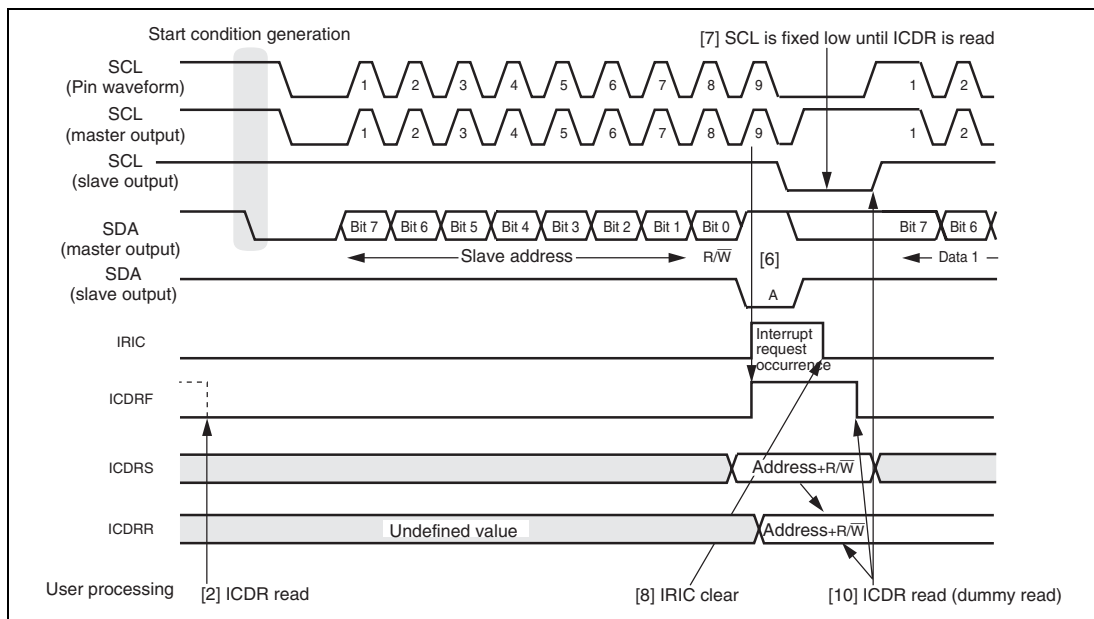 Start condition generation
[7] SCL is fixed low until ICDR is read
SCL
(Pin waveform)
1 2 3 4 5 6 7 8 9 1 2
SCL
(master output)
1 2 3 4 5 6 7 8 9 1 2
SCL
(slave output)
SDA
(master output)
Bit 7 Bit 6 Bit 5 Bit 4 Bit 3 Bit 2 Bit 1 Bit 0 Bit 7 Bit 6
Slave address R/W̅ [6] Data 1
SDA
(slave output)
A
IRIC
Interrupt
request
occurrence
ICDRF
ICDRS
Address+R/W̅
ICDRR
Undefined value
Address+R/W̅
User processing
[2] ICDR read
[8] IRIC clear
[10] ICDR read (dummy read)